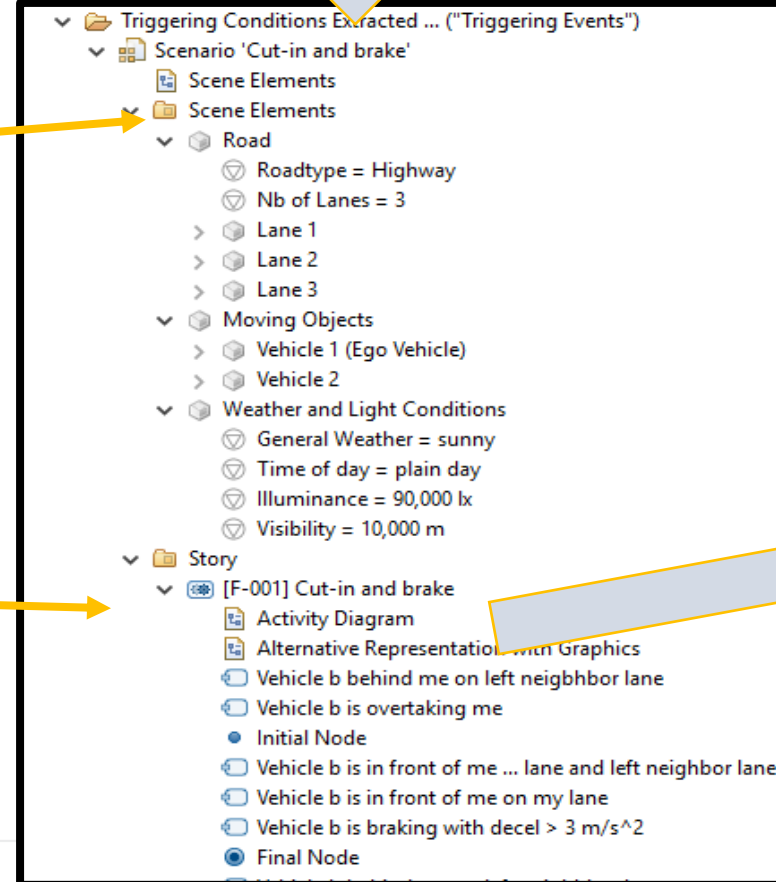 Triggering Conditions Extracted ... ("Triggering Events")
Scenario 'Cut-in and brake'
Scene Elements
Scene Elements
Road
Roadtype = Highway
Nb of Lanes = 3
Lane 1
Lane 2
Lane 3
Moving Objects
Vehicle 1 (Ego Vehicle)
Vehicle 2
Weather and Light Conditions
General Weather = sunny
Time of day = plain day
Illuminance = 90,000 lx
Visibility = 10,000 m
Story
[F-001] Cut-in and brake
Activity Diagram
Alternative Representation with Graphics
Vehicle b behind me on left neigbhbor lane
Vehicle b is overtaking me
Initial Node
Vehicle b is in front of me ... lane and left neighbor lane
Vehicle b is in front of me on my lane
Vehicle b is braking with decel > 3 m/s^2
Final Node